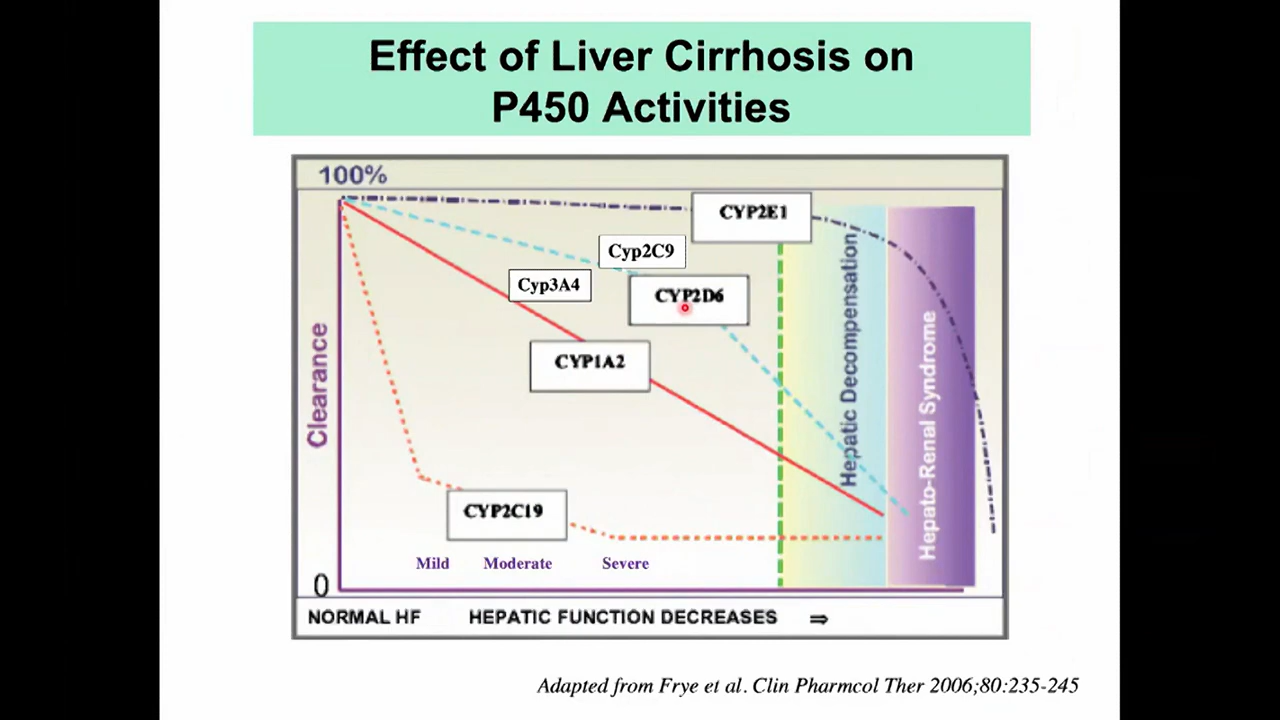 Effect of Liver Cirrhosis on
P450 Activities
100%
CYP2E1
Cyp2C9
Cyp3A4
CYP2D6
CYP1A2
CYP2C19
Clearance
Hepatic Decompensation
Hepato-Renal Syndrome
Mild Moderate Severe
0
NORMAL HF HEPATIC FUNCTION DECREASES ⇒
Adapted from Frye et al. Clin Pharmcol Ther 2006;80:235-245